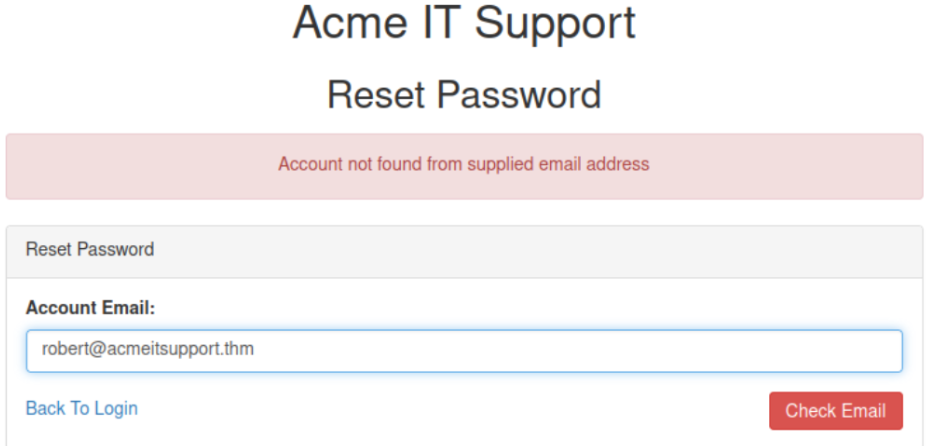 Acme IT Support
Reset Password
Account not found from supplied email address
Reset Password
Account Email:
robert@acmeitsupport.thm
Back To Login
Check Email